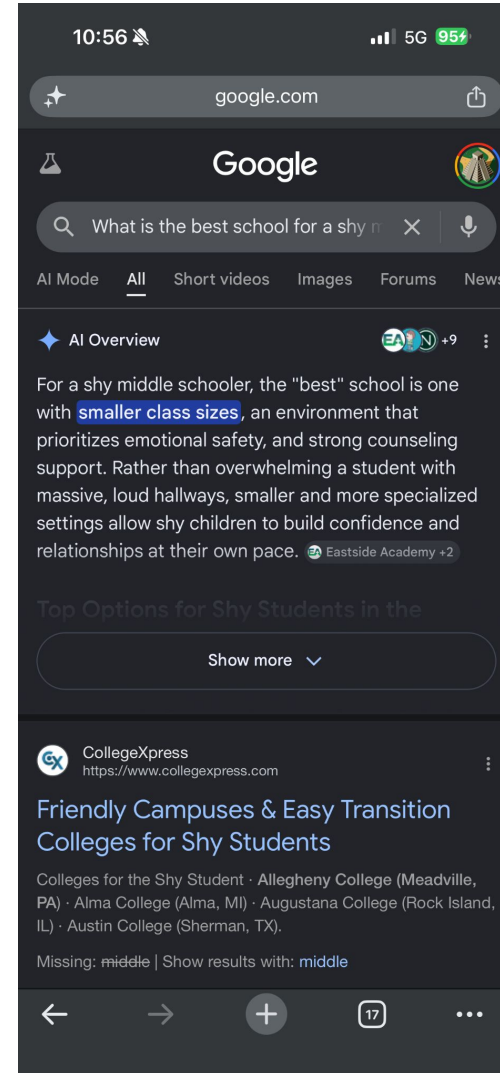 10:56
5G 95
google.com
Google
What is the best school for a shy
AI Mode All Short videos Images Forums News
AI Overview
EA N +9
For a shy middle schooler, the "best" school is one
with smaller class sizes, an environment that
prioritizes emotional safety, and strong counseling
support. Rather than overwhelming a student with
massive, loud hallways, smaller and more specialized
settings allow shy children to build confidence and
relationships at their own pace. EA Eastside Academy +2
Top Options for Shy Students in the
Show more
CX
CollegeXpress
https://www.collegexpress.com
Friendly Campuses & Easy Transition
Colleges for Shy Students
Colleges for the Shy Student · Allegheny College (Meadville,
PA) · Alma College (Alma, MI) · Augustana College (Rock Island,
IL) · Austin College (Sherman, TX).
Missing: middle | Show results with: middle
17